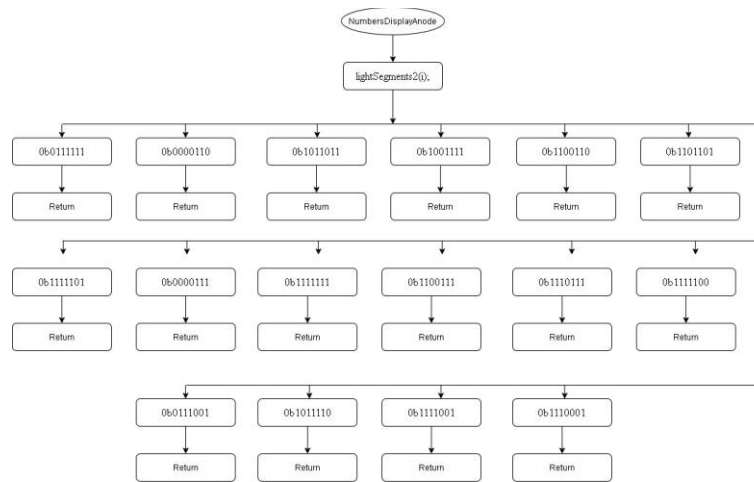 NumbersDisplayAnode
lightSegments2(i);
0b0111111 0b0000110 0b1011011 0b1001111 0b1100110 0b1101101
Return Return Return Return Return Return
0b1111101 0b0000111 0b1111111 0b1100111 0b1110111 0b1111100
Return Return Return Return Return Return
0b0111001 0b1011110 0b1111001 0b1110001
Return Return Return Return